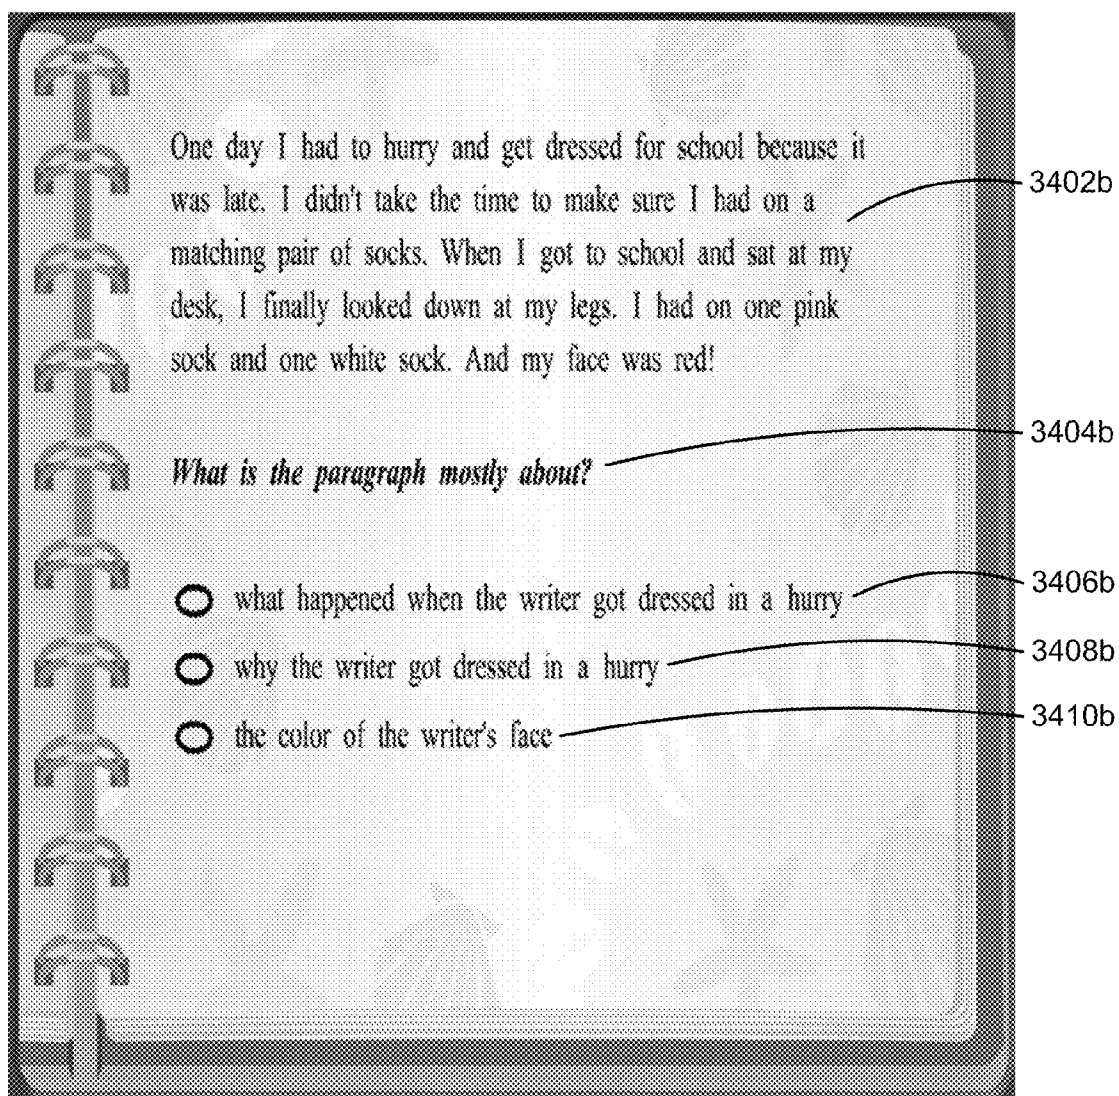 One day I had to hurry and get dressed for school because it
was late. I didn't take the time to make sure I had on a
3402b
matching pair of socks. When I got to school and sat at my
desk, I finally looked down at my legs. I had on one pink
sock and one white sock. And my face was red!
What is the paragraph mostly about?
3404b
what happened when the writer got dressed in a hurry
3406b
why the writer got dressed in a hurry
3408b
the color of the writer's face
3410b